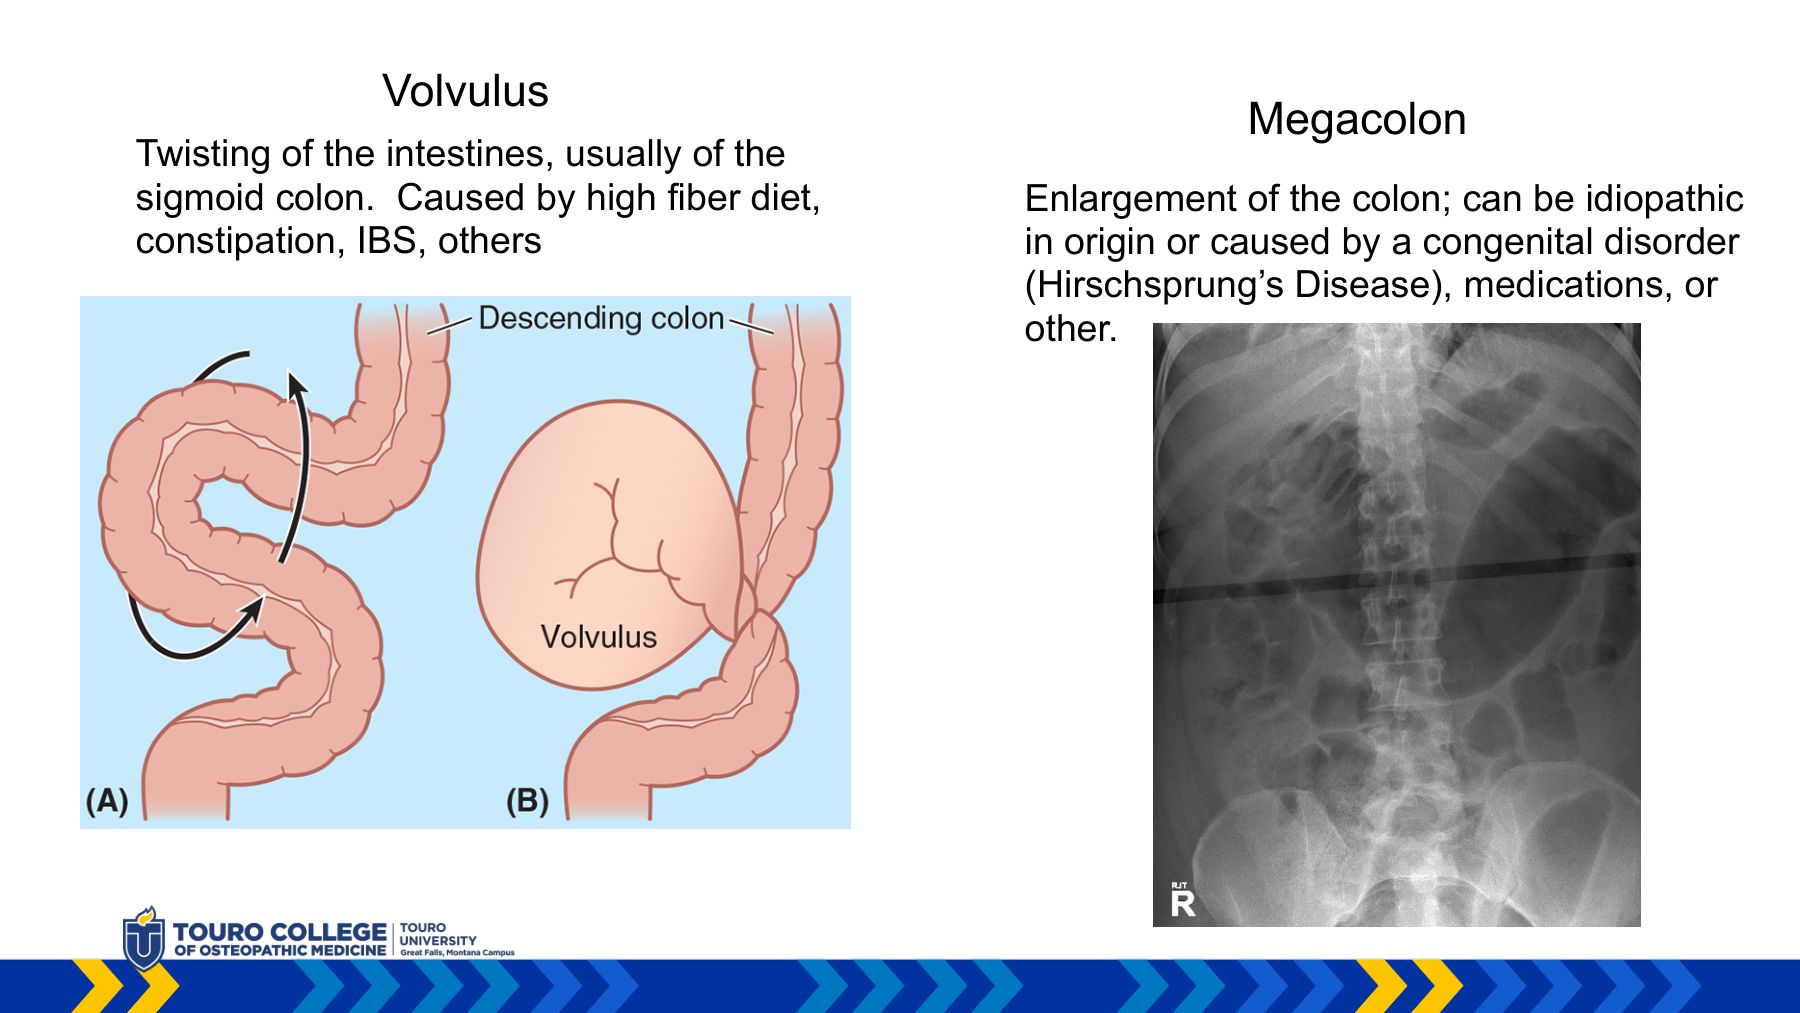 Volvulus
Twisting of the intestines, usually of the
sigmoid colon.  Caused by high fiber diet,
constipation, IBS, others
Descending colon
Volvulus
(A)
(B)
Megacolon
Enlargement of the colon; can be idiopathic
in origin or caused by a congenital disorder
(Hirschsprung’s Disease), medications, or
other.
RJT
R
TOURO COLLEGE
OF OSTEOPATHIC MEDICINE
TOURO
UNIVERSITY
Great Falls, Montana Campus